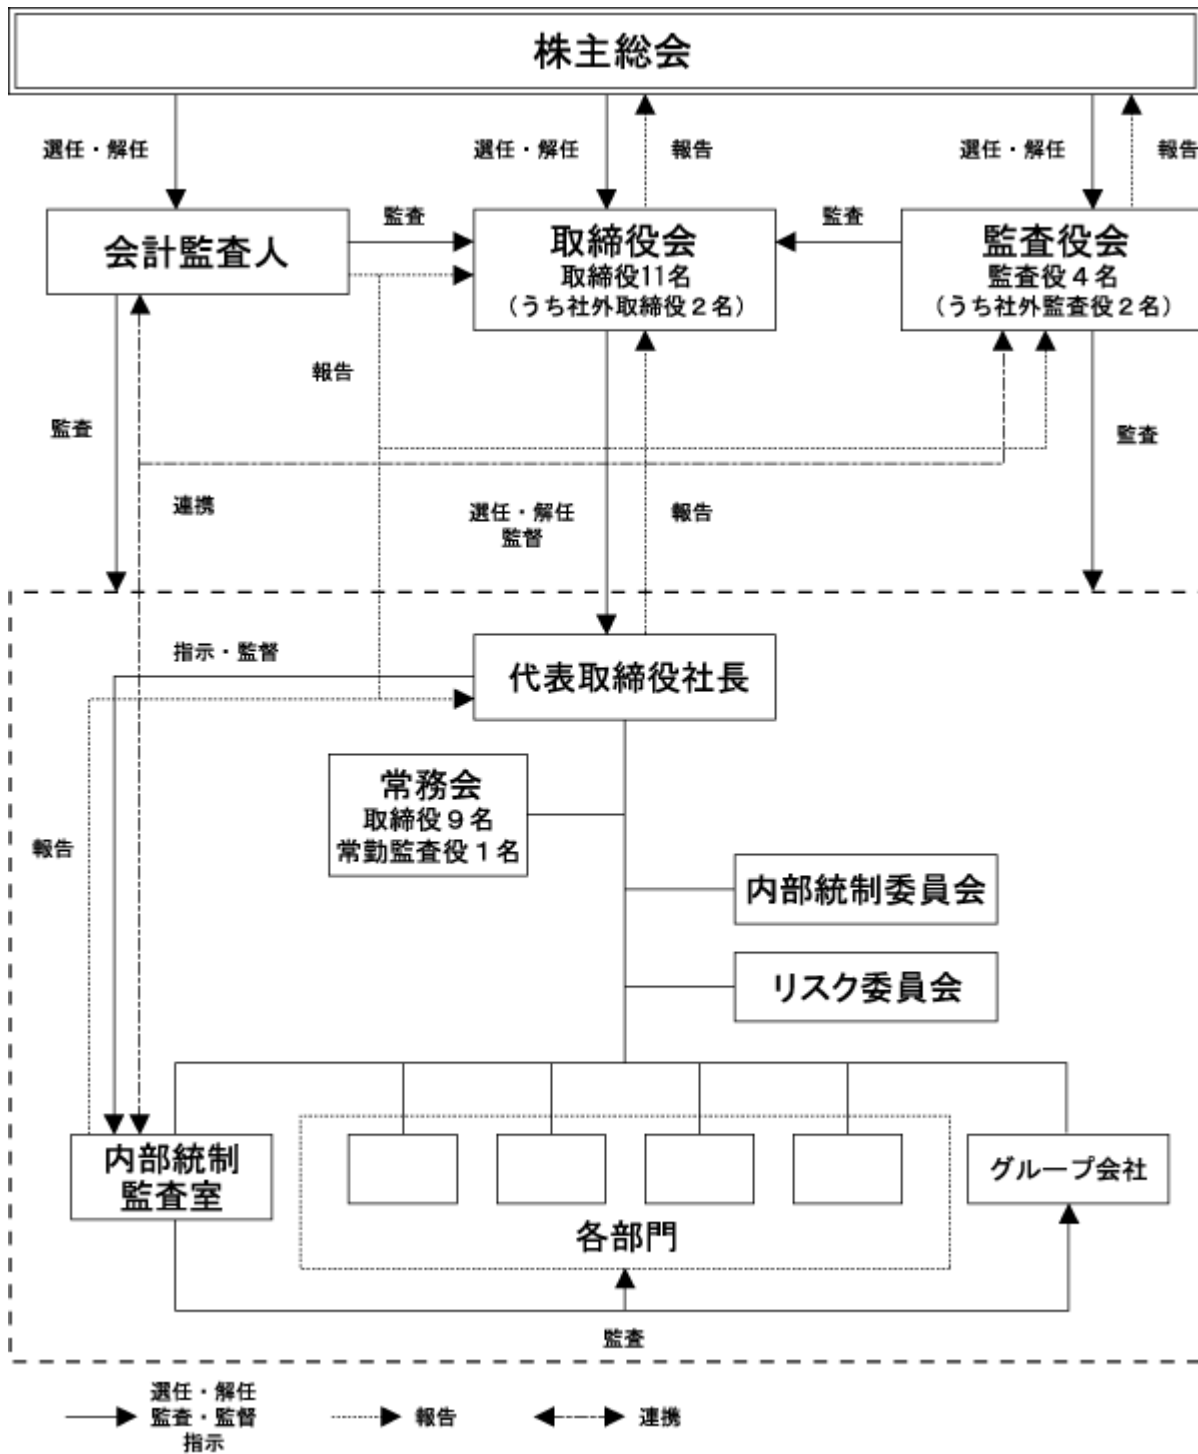 株主総会
選任・解任
選任・解任
報告
選任・解任
報告
会計監査人
監査
取締役会
取締役11名
（うち社外取締役２名）
監査
監査役会
監査役４名
（うち社外監査役２名）
報告
監査
監査
連携
選任・解任
監督
報告
指示・監督
代表取締役社長
常務会
取締役９名
常勤監査役１名
報告
内部統制委員会
リスク委員会
内部統制
監査室
各部門
グループ会社
監査
選任・解任
監査・監督
指示
報告
連携